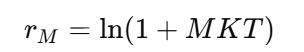 r_M = ln(1 + MKT)